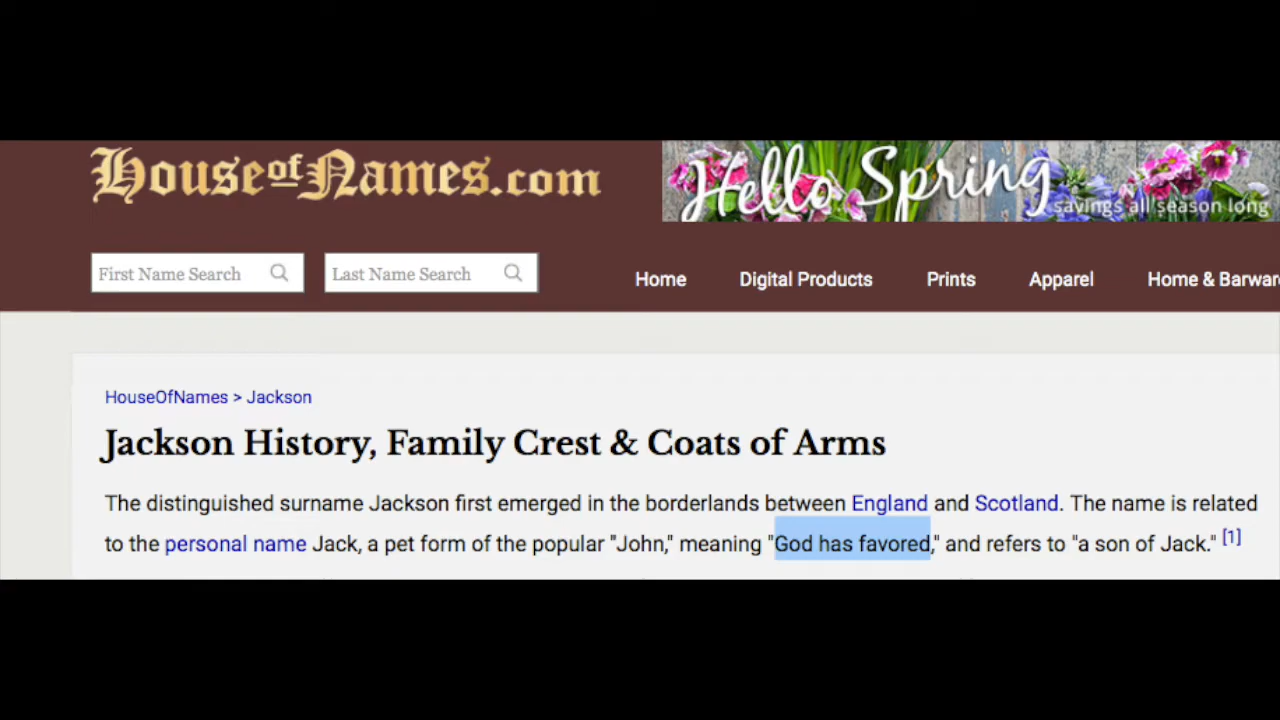 HouseofNames.com
Hello Spring
savings all season long
First Name Search
Last Name Search
Home
Digital Products
Prints
Apparel
Home & Barwar
HouseOfNames > Jackson
Jackson History, Family Crest & Coats of Arms
The distinguished surname Jackson first emerged in the borderlands between England and Scotland. The name is related
to the personal name Jack, a pet form of the popular "John," meaning "God has favored," and refers to "a son of Jack." [1]